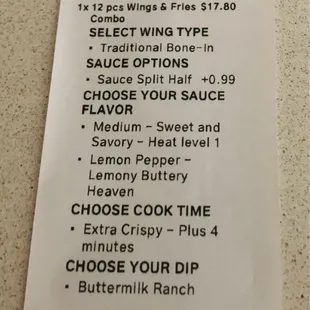 1x 12 pcs Wings & Fries $17.80
Combo
SELECT WING TYPE
• Traditional Bone-In
SAUCE OPTIONS
• Sauce Split Half +0.99
CHOOSE YOUR SAUCE
FLAVOR
• Medium - Sweet and
Savory - Heat level 1
• Lemon Pepper -
Lemony Buttery
Heaven
CHOOSE COOK TIME
• Extra Crispy - Plus 4
minutes
CHOOSE YOUR DIP
• Buttermilk Ranch